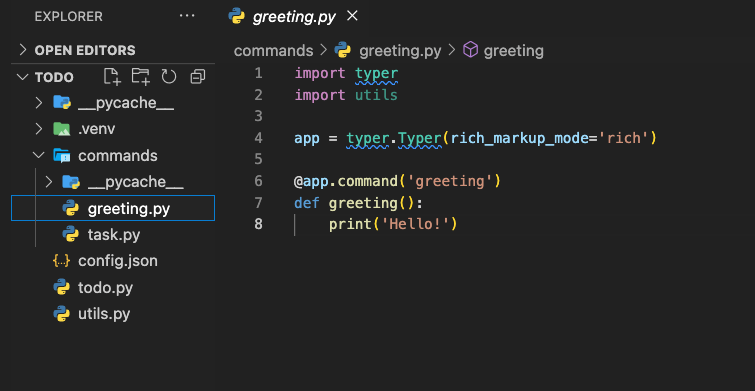 EXPLORER ···
OPEN EDITORS
TODO
__pycache__
.venv
commands
__pycache__
greeting.py
task.py
{..} config.json
todo.py
utils.py
greeting.py ×
commands > greeting.py > greeting
1 import typer
2 import utils
3
4 app = typer.Typer(rich_markup_mode='rich')
5
6 @app.command('greeting')
7 def greeting():
8 print('Hello!')